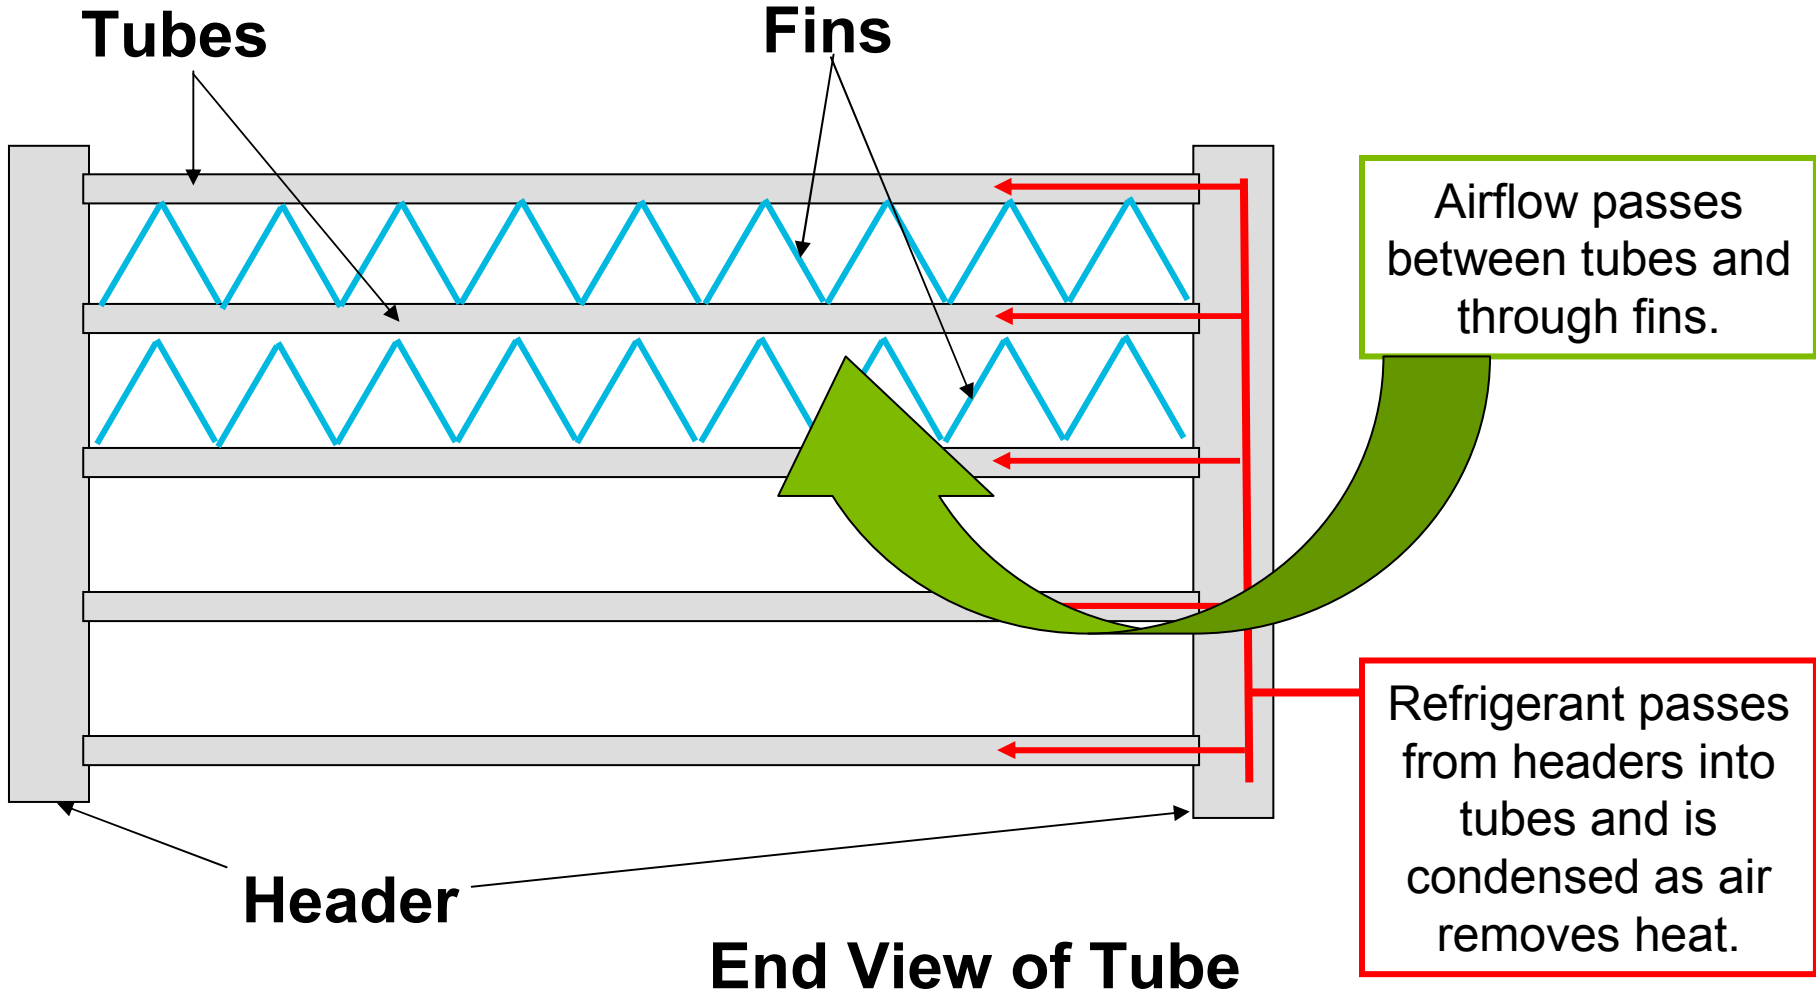 Tubes
Fins
Airflow passes
between tubes and
through fins.
Refrigerant passes
from headers into
tubes and is
condensed as air
removes heat.
Header
End View of Tube